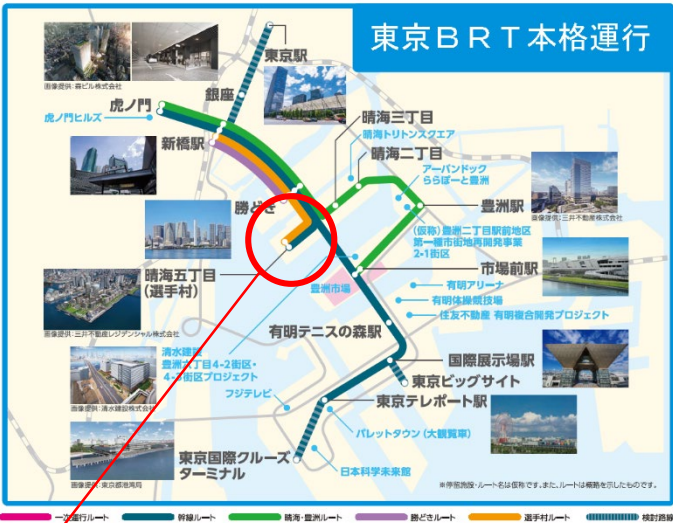 東京BRT本格運行
画像提供：森ビル株式会社
東京駅
銀座
虎ノ門
虎ノ門ヒルズ
新橋駅
晴海三丁目
晴海トリトンスクエア
晴海二丁目
アーバンドック
ららぽーと豊洲
勝どき
豊洲駅
画像提供：三井不動産株式会社
(仮称)豊洲二丁目駅前地区
第一種市街地再開発事業
2-1街区
晴海五丁目
(選手村)
市場前駅
豊洲市場
有明アリーナ
有明体操競技場
住友不動産 有明複合開発プロジェクト
画像提供：三井不動産レジデンシャル株式会社
有明テニスの森駅
清水建設
豊洲六丁目4-2街区・
4-3街区プロジェクト
国際展示場駅
東京ビッグサイト
フジテレビ
東京テレポート駅
画像提供：清水建設株式会社
パレットタウン(大観覧車)
東京国際クルーズ
ターミナル
日本科学未来館
画像提供：東京都港湾局
※停留施設・ルート名は仮称です。また、ルートは概略を示したものです。
一次運行ルート 幹線ルート 晴海・豊洲ルート 勝どきルート 選手村ルート 検討路線